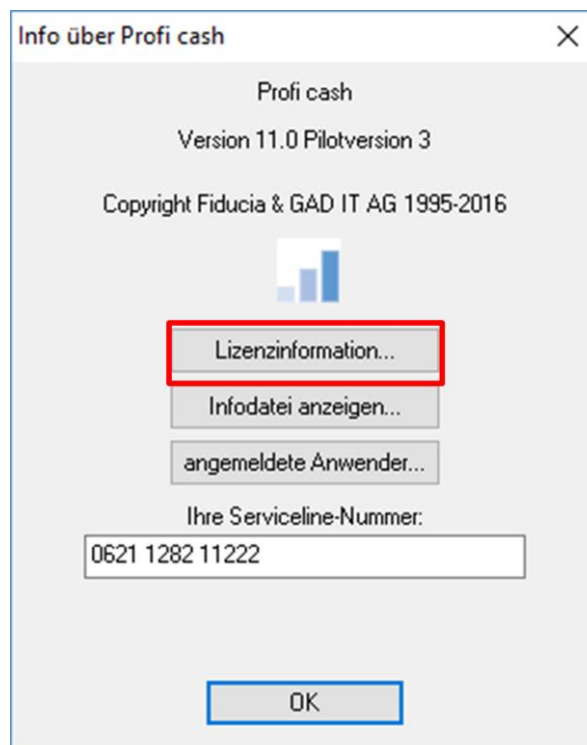 Info über Profi cash
Profi cash
Version 11.0 Pilotversion 3
Copyright Fiducia & GAD IT AG 1995-2016
Lizenzinformation...
Infodatei anzeigen...
angemeldete Anwender...
Ihre Serviceline-Nummer:
0621 1282 11222
OK